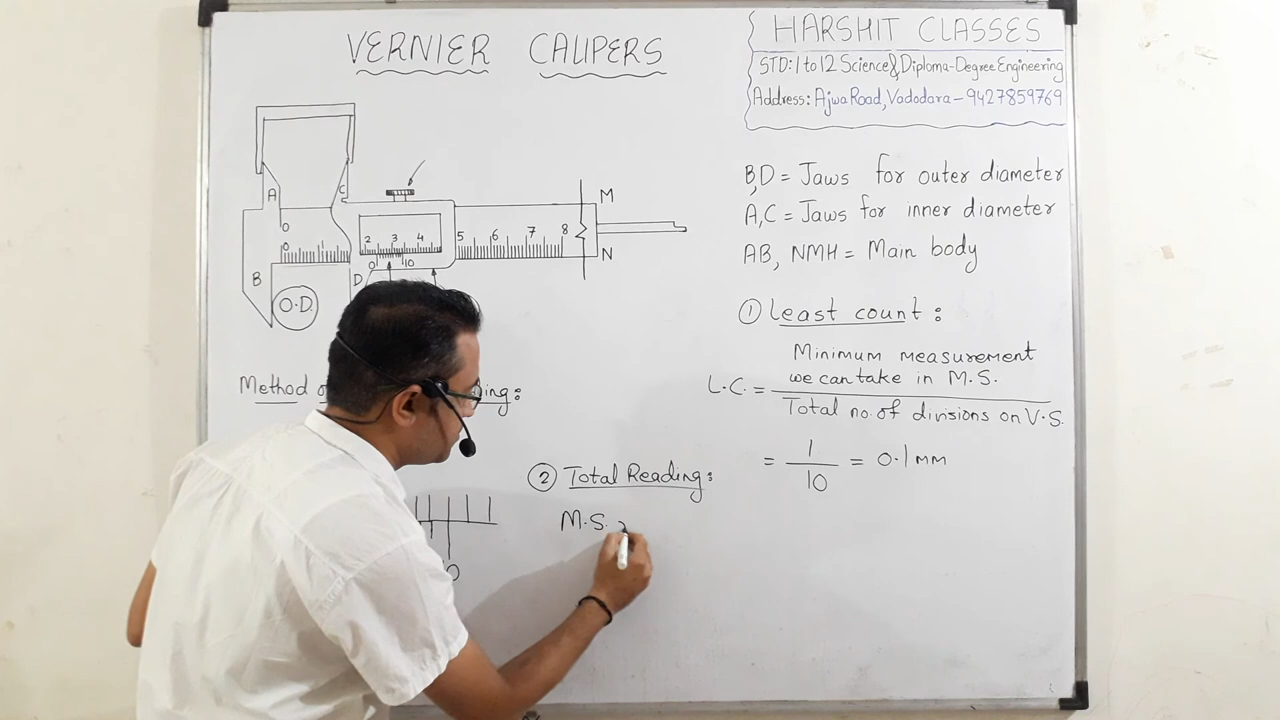 VERNIER CALIPERS
HARSHIT CLASSES
STD: 1 to 12 Science & Diploma-Degree Engineering
Address: Ajwa Road, Vadodara - 9427859769
A
C
0
0 1
2 3 4
5 6 7 8
0 10
M
N
B
D
O.D.
B,D = Jaws for outer diameter
A,C = Jaws for inner diameter
AB, NMH = Main body
① Least count:
L.C. = Minimum measurement
we can take in M.S.
Total no. of divisions on V.S.
= 1/10 = 0.1 mm
Method
② Total Reading:
M.S.